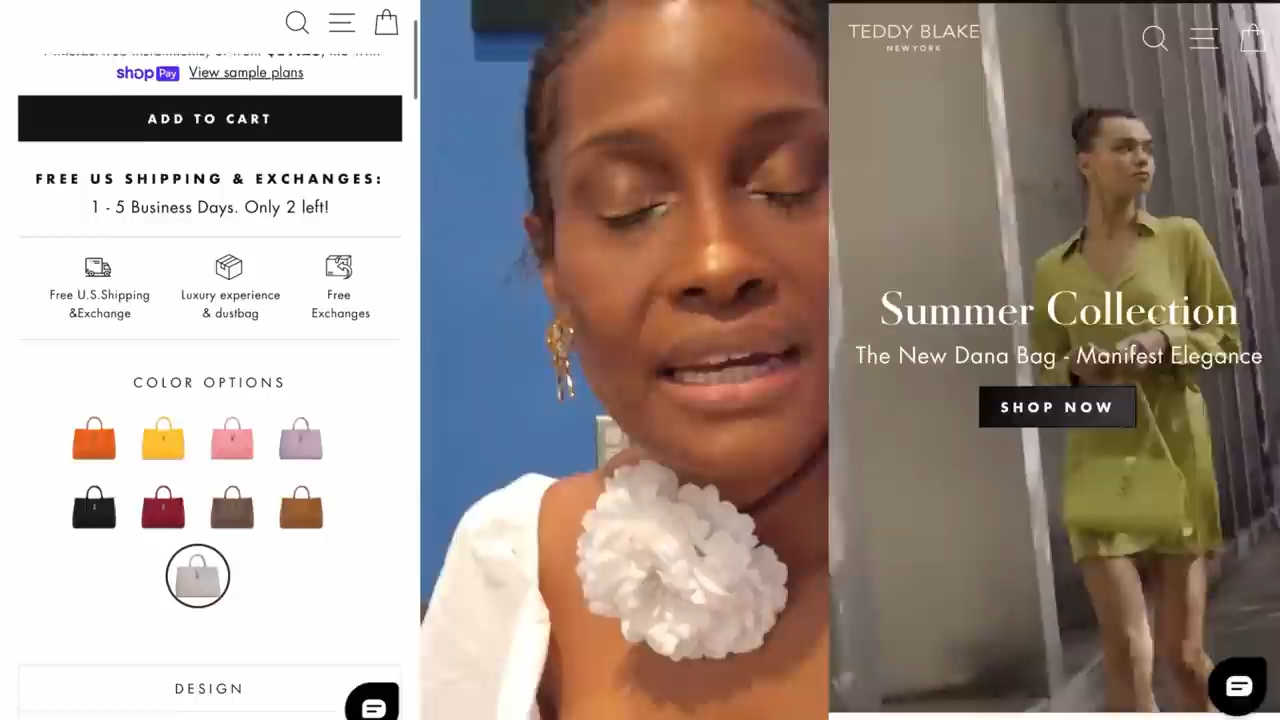 shop Pay View sample plans
ADD TO CART
FREE US SHIPPING & EXCHANGES:
1 - 5 Business Days. Only 2 left!
Free U.S.Shipping
&Exchange
Luxury experience
& dustbag
Free
Exchanges
COLOR OPTIONS
DESIGN
TEDDY BLAKE
NEW YORK
Summer Collection
The New Dana Bag - Manifest Elegance
SHOP NOW